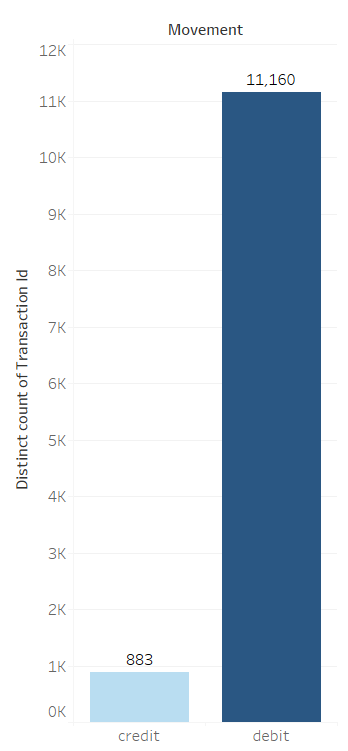 Movement
12K
11K
10K
9K
8K
7K
6K
5K
4K
3K
2K
1K
0K
Distinct count of Transaction Id
11,160
883
credit
debit